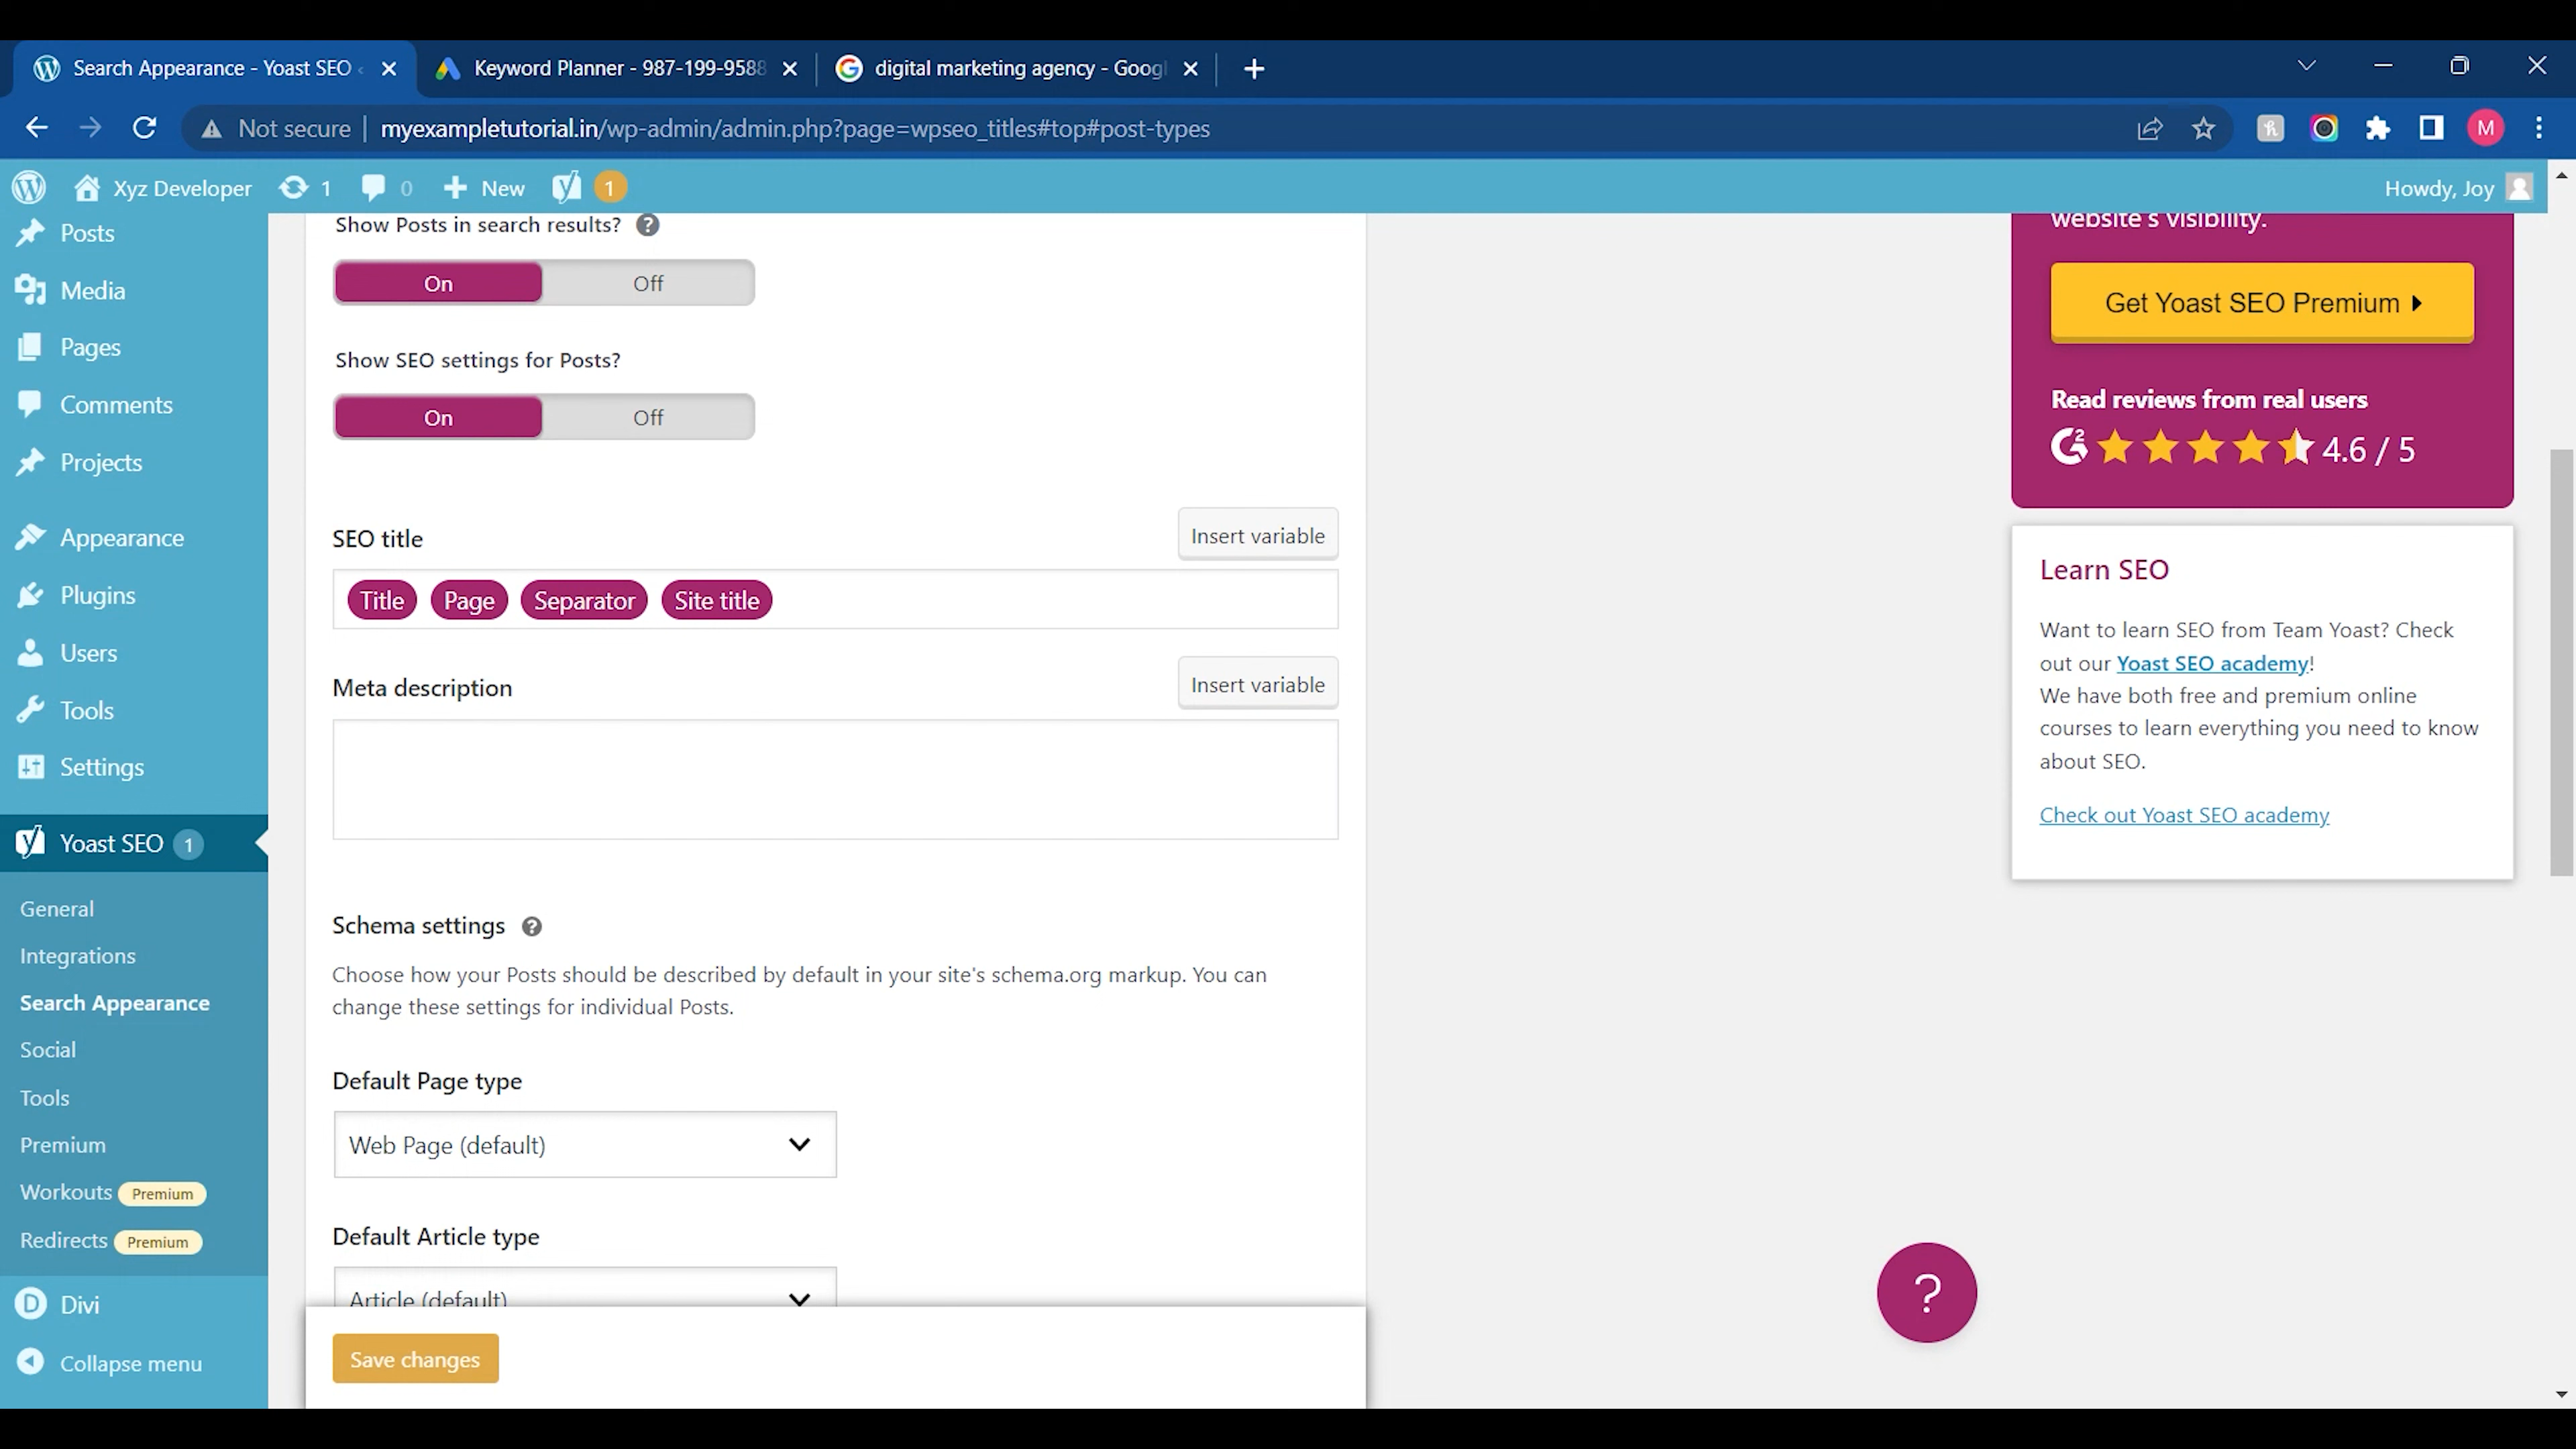 Search Appearance - Yoast SEO
Keyword Planner - 987-199-9588
digital marketing agency - Googl
Not secure
myexampletutorial.in/wp-admin/admin.php?page=wpseo_titles#top#post-types
M
Xyz Developer
1
0
New
1
Howdy, Joy
Posts
Media
Pages
Comments
Projects
Appearance
Plugins
Users
Tools
Settings
Yoast SEO 1
General
Integrations
Search Appearance
Social
Tools
Premium
Workouts Premium
Redirects Premium
Divi
Collapse menu
Show Posts in search results? ?
On Off
Show SEO settings for Posts?
On Off
SEO title
Insert variable
Title Page Separator Site title
Meta description
Insert variable
Schema settings ?
Choose how your Posts should be described by default in your site's schema.org markup. You can
change these settings for individual Posts.
Default Page type
Web Page (default)
Default Article type
Article (default)
Save changes
website's visibility.
Get Yoast SEO Premium
Read reviews from real users
4.6 / 5
Learn SEO
Want to learn SEO from Team Yoast? Check
out our Yoast SEO academy!
We have both free and premium online
courses to learn everything you need to know
about SEO.
Check out Yoast SEO academy
?